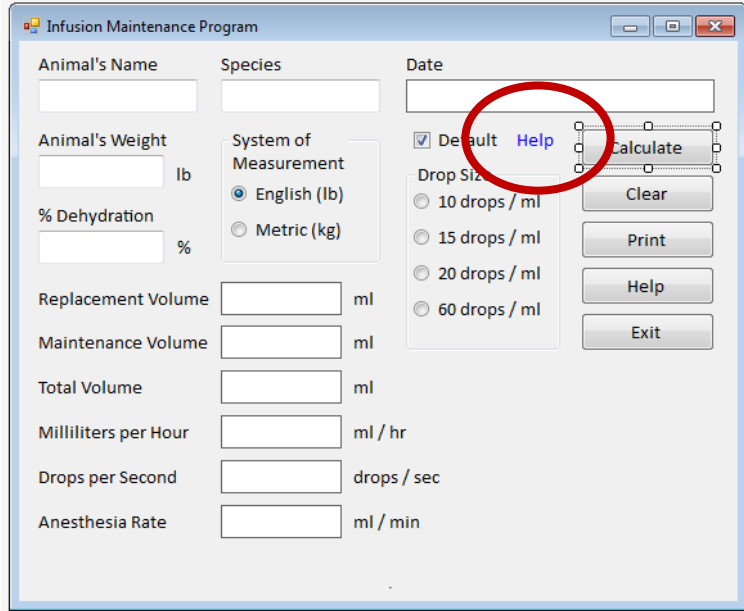 Infusion Maintenance Program
Animal's Name Species Date
Animal's Weight
lb
System of
Measurement
English (lb)
Metric (kg)
% Dehydration
%
Default Help
Drop Size
10 drops / ml
15 drops / ml
20 drops / ml
60 drops / ml
Calculate
Clear
Print
Help
Exit
Replacement Volume ml
Maintenance Volume ml
Total Volume ml
Milliliters per Hour ml / hr
Drops per Second drops / sec
Anesthesia Rate ml / min